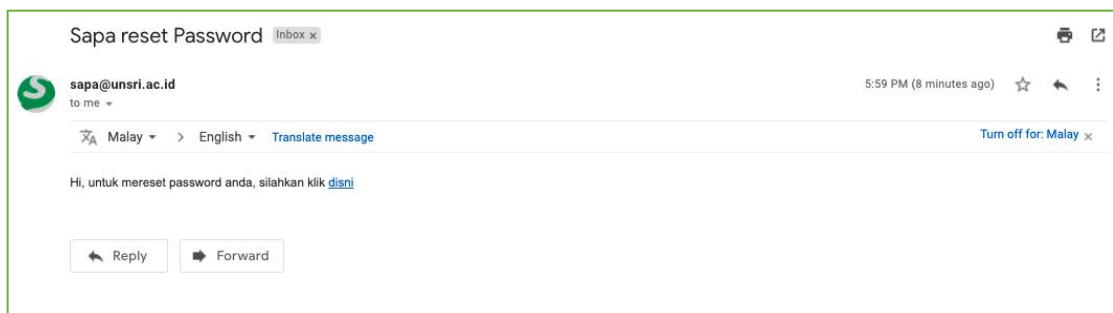 Sapa reset Password Inbox x
sapa@unsri.ac.id 5:59 PM (8 minutes ago)
to me
Malay > English Translate message Turn off for: Malay x
Hi, untuk mereset password anda, silahkan klik disni
Reply Forward